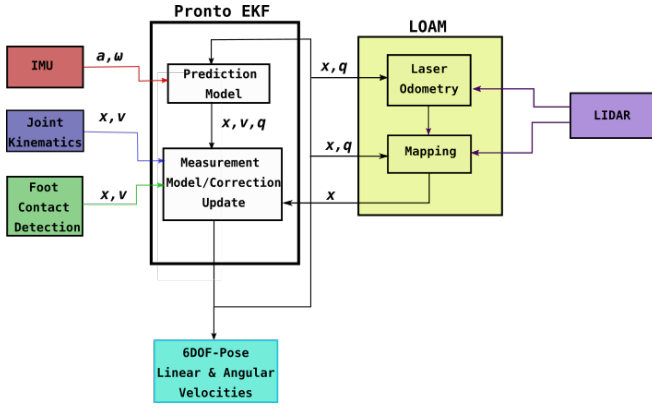 Pronto EKF
LOAM
IMU
a,ω
Prediction
Model
x,q
Laser
Odometry
LIDAR
Joint
Kinematics
x,v
x,v,q
x,q
Mapping
Measurement
Model/Correction
Update
x
Foot
Contact
Detection
x,v
6DOF-Pose
Linear & Angular
Velocities